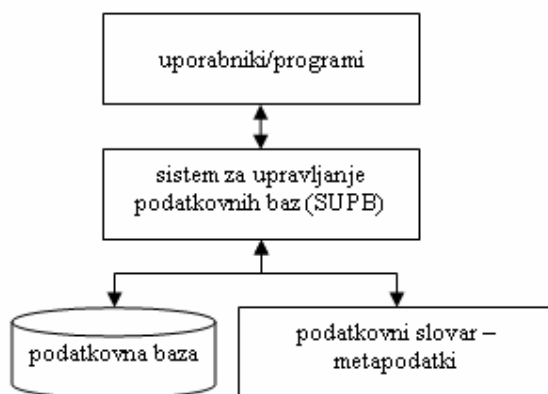 uporabniki/programi
sistem za upravljanje
podatkovnih baz (SUPB)
podatkovna baza
podatkovni slovar –
metapodatki